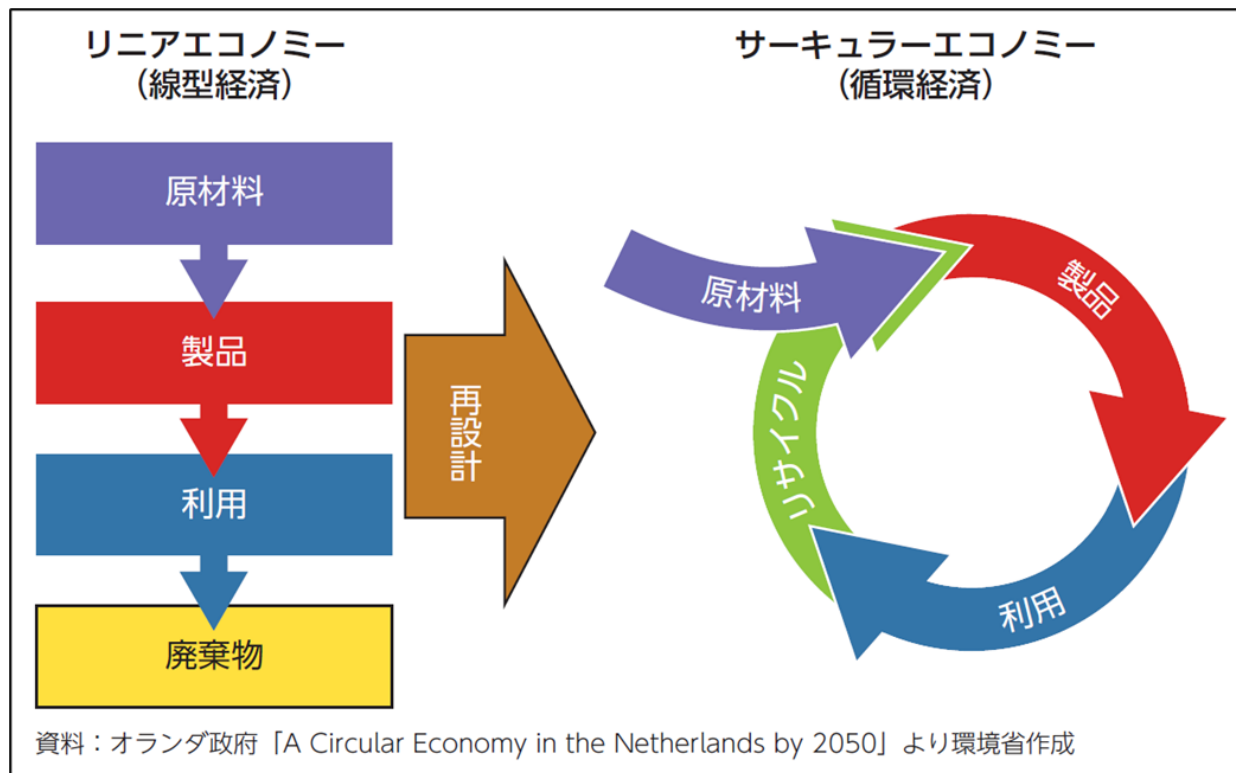 リニアエコノミー
（線型経済）
原材料
製品
利用
廃棄物
再設計
サーキュラーエコノミー
（循環経済）
原材料
製品
利用
リサイクル
資料：オランダ政府「A Circular Economy in the Netherlands by 2050」より環境省作成